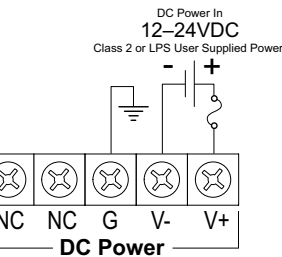 DC Power In
12–24VDC
Class 2 or LPS User Supplied Power
- +
NC NC G V- V+
DC Power